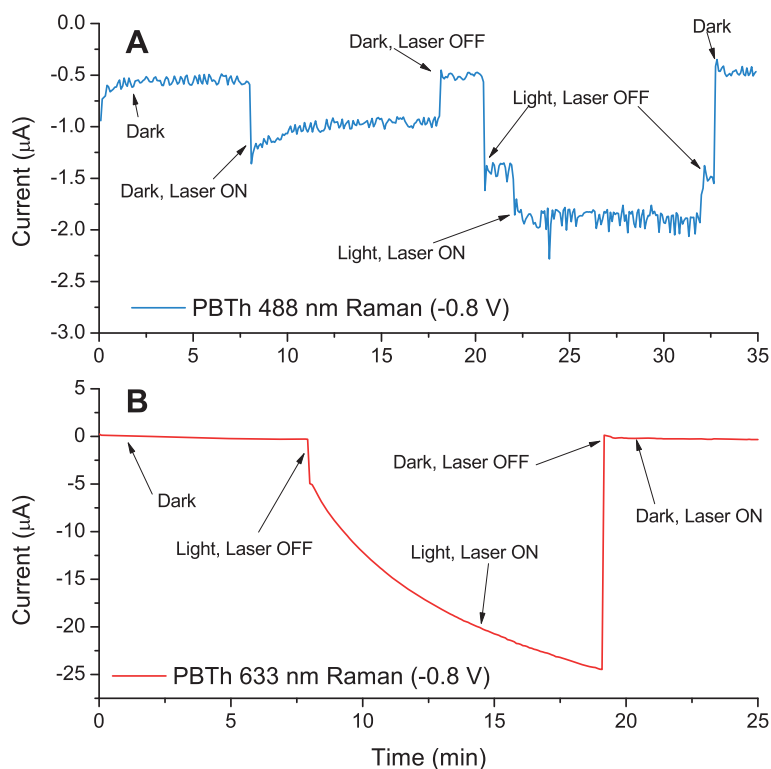 A
0.0
-0.5
-1.0
-1.5
-2.0
-2.5
-3.0
Current (μA)
Dark
Dark, Laser ON
Dark, Laser OFF
Light, Laser OFF
Light, Laser ON
Dark
PBTh 488 nm Raman (-0.8 V)
0 5 10 15 20 25 30 35
B
5
0
-5
-10
-15
-20
-25
Current (μA)
Dark
Light, Laser OFF
Light, Laser ON
Dark, Laser OFF
Dark, Laser ON
PBTh 633 nm Raman (-0.8 V)
0 5 10 15 20 25
Time (min)